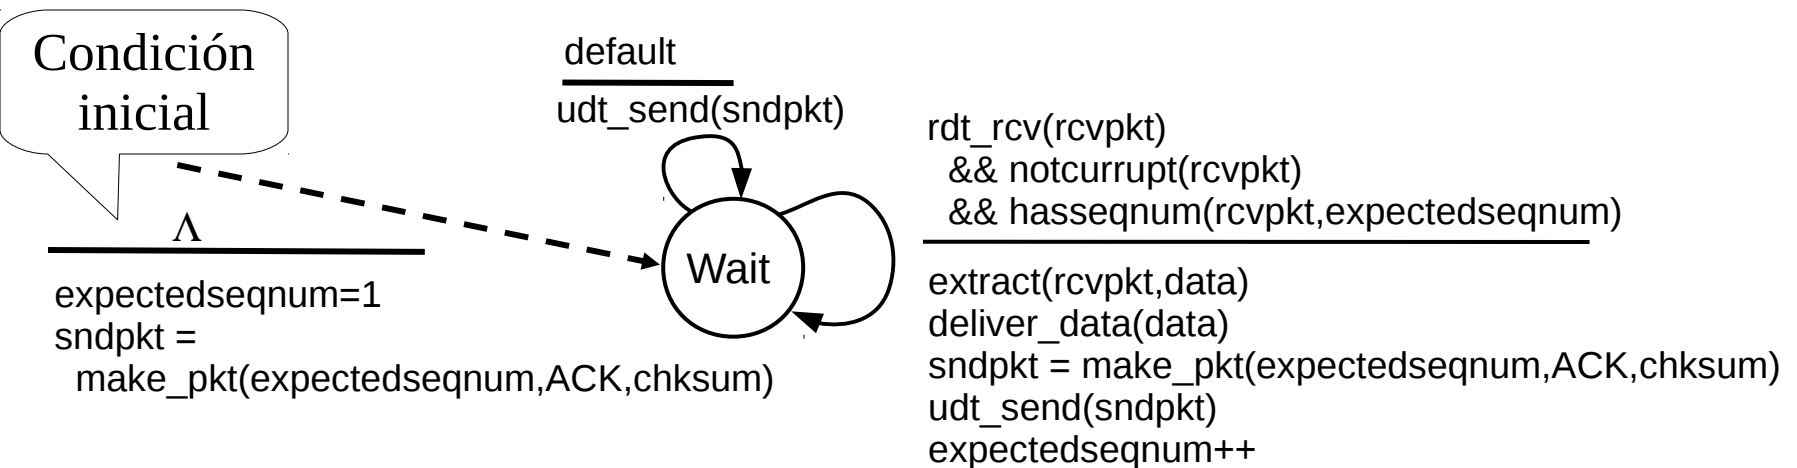 Condición
inicial
Λ
expectedseqnum=1
sndpkt =
make_pkt(expectedseqnum,ACK,chksum)
default
udt_send(sndpkt)
Wait
rdt_rcv(rcvpkt)
&& notcurrupt(rcvpkt)
&& hasseqnum(rcvpkt,expectedseqnum)
extract(rcvpkt,data)
deliver_data(data)
sndpkt = make_pkt(expectedseqnum,ACK,chksum)
udt_send(sndpkt)
expectedseqnum++